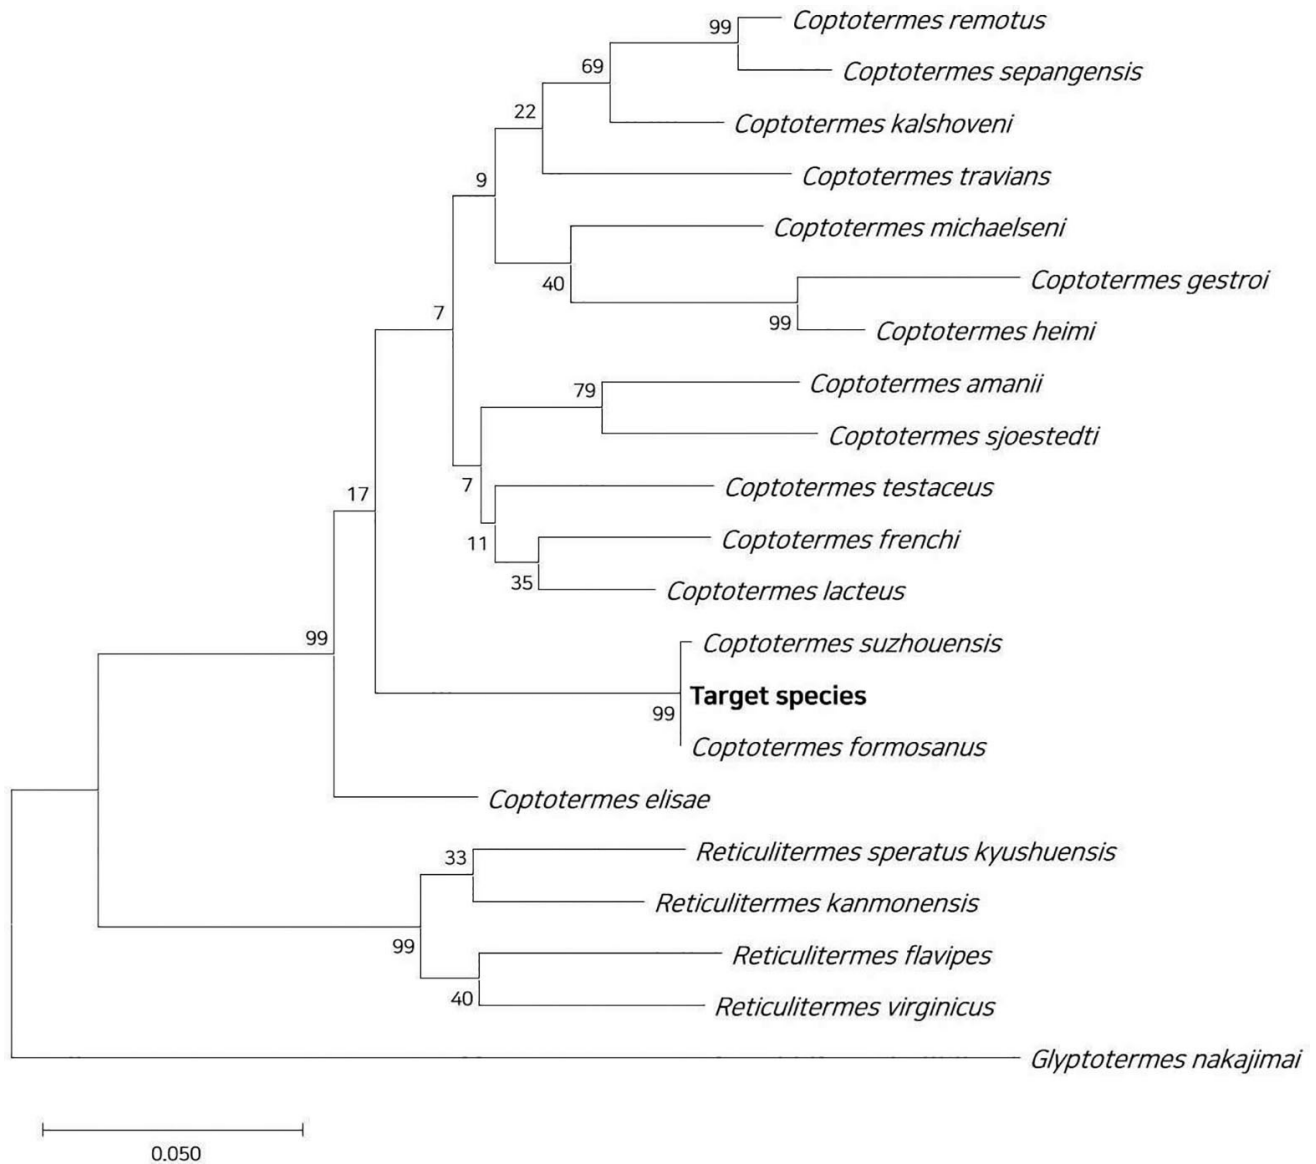 99 Coptotermes remotus
69 Coptotermes sepangensis
22 Coptotermes kalshoveni
9 Coptotermes travians
Coptotermes michaelseni
40 Coptotermes gestroi
7 99 Coptotermes heimi
79 Coptotermes amanii
Coptotermes sjoestedti
17 7 Coptotermes testaceus
11 Coptotermes frenchi
35 Coptotermes lacteus
99 Coptotermes suzhouensis
99 Target species
Coptotermes formosanus
Coptotermes elisae
33 Reticulitermes speratus kyushuensis
Reticulitermes kanmonensis
99 Reticulitermes flavipes
40 Reticulitermes virginicus
Glyptotermes nakajimai
0.050